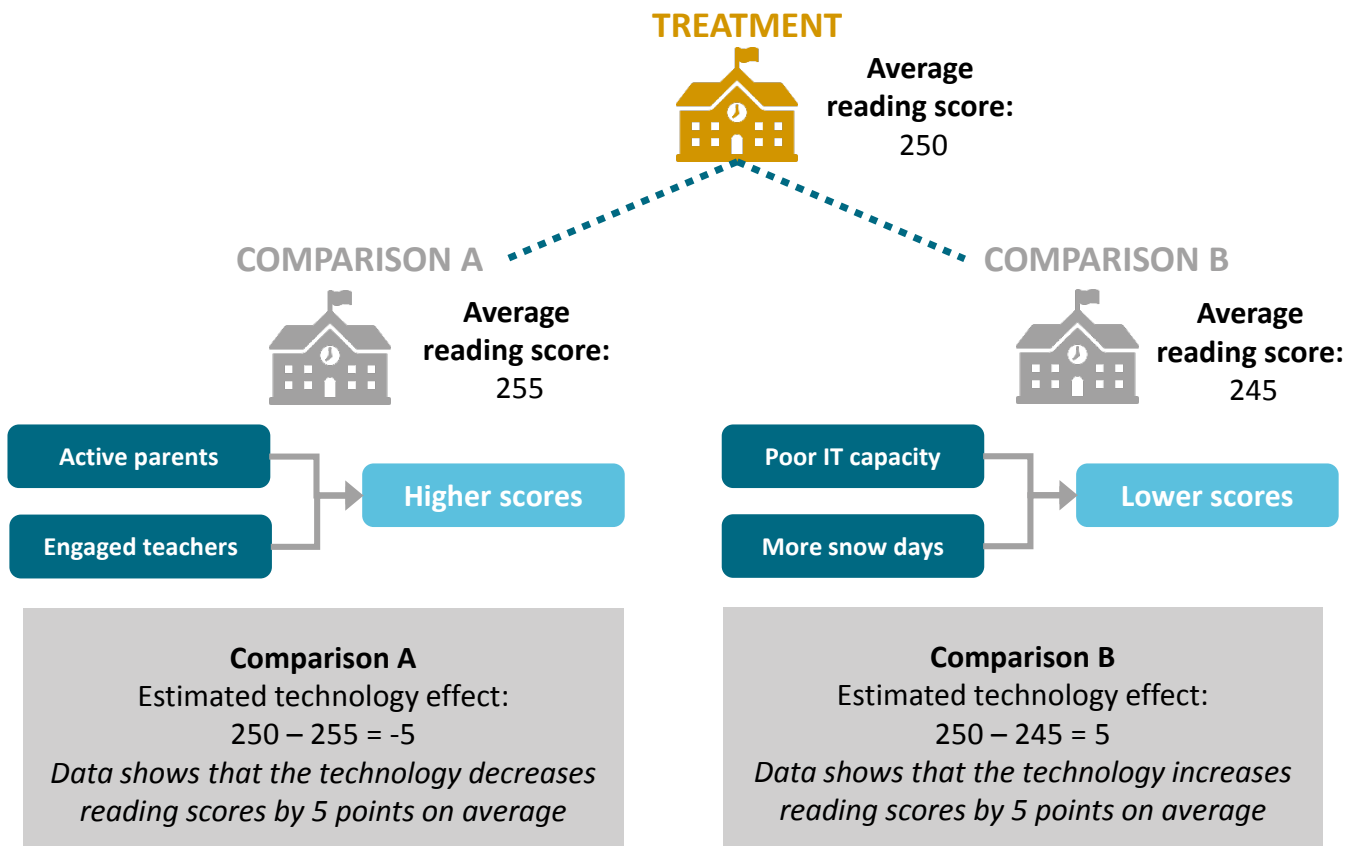 TREATMENT
Average
reading score:
250
COMPARISON A
Average
reading score:
255
COMPARISON B
Average
reading score:
245
Active parents
Engaged teachers
Higher scores
Poor IT capacity
More snow days
Lower scores
Comparison A
Estimated technology effect:
250 – 255 = -5
Data shows that the technology decreases
reading scores by 5 points on average
Comparison B
Estimated technology effect:
250 – 245 = 5
Data shows that the technology increases
reading scores by 5 points on average